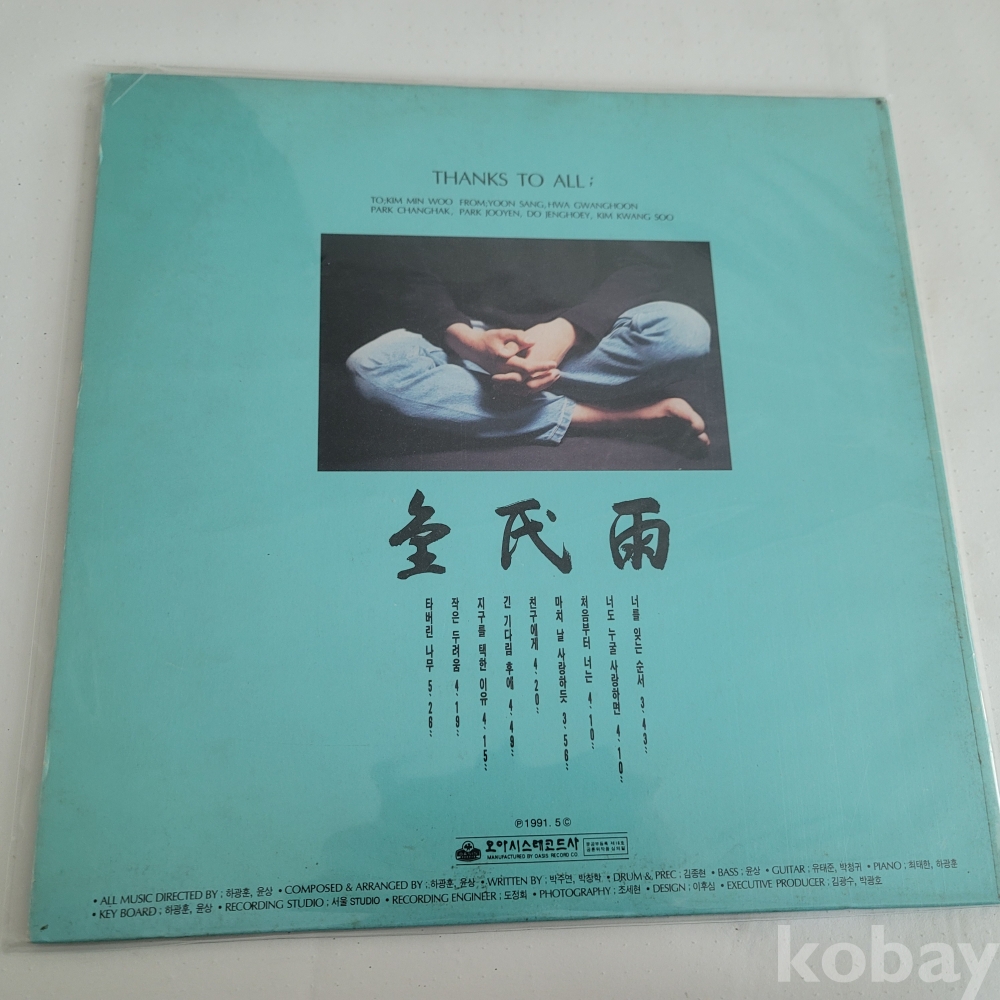 THANKS TO ALL ;
TO;KIM MIN WOO FROM;YOON SANG, HWA GWANGHOON
PARK CHANGHAK, PARK JOOYEN, DO JENGHOEY, KIM KWANG SOO
金民雨
너를 잊는 순서 3:43"
너도 누굴 사랑하면 4:10"
처음부터 너는 4:10"
마치 날 사랑하듯 3:56"
친구에게 4:20"
긴 기다림 후에 4:49"
지구를 택한 이유 4:15"
작은 두려움 4:19"
타버린 나무 5:26"
℗1991. 5©
오아시스레코드사
MANUFACTURED BY OASIS RECORD CO.
• ALL MUSIC DIRECTED BY ; 하광훈, 윤상 • COMPOSED & ARRANGED BY ; 하광훈, 윤상 • WRITTEN BY ; 박주연, 박창학 • DRUM & PREC ; 김종현 • BASS ; 윤상 • GUITAR ; 유태준, 박청귀 • PIANO ; 최태완, 하광훈
• KEY BOARD ; 하광훈, 윤상 • RECORDING STUDIO ; 서울 STUDIO • RECORDING ENGINEER ; 도정회 • PHOTOGRAPHY ; 조세현 • DESIGN ; 이후심 • EXECUTIVE PRODUCER ; 김광수, 박광호
kobay